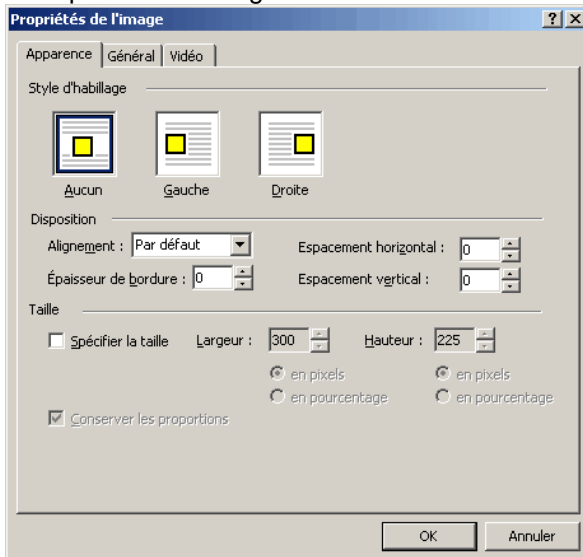 Propriétés de l'image
Apparence Général Vidéo
Style d'habillage
Aucun Gauche Droite
Disposition
Alignement : Par défaut Espacement horizontal : 0
Épaisseur de bordure : 0 Espacement vertical : 0
Taille
Spécifier la taille Largeur : 300 Hauteur : 225
en pixels en pixels
en pourcentage en pourcentage
Conserver les proportions
OK Annuler